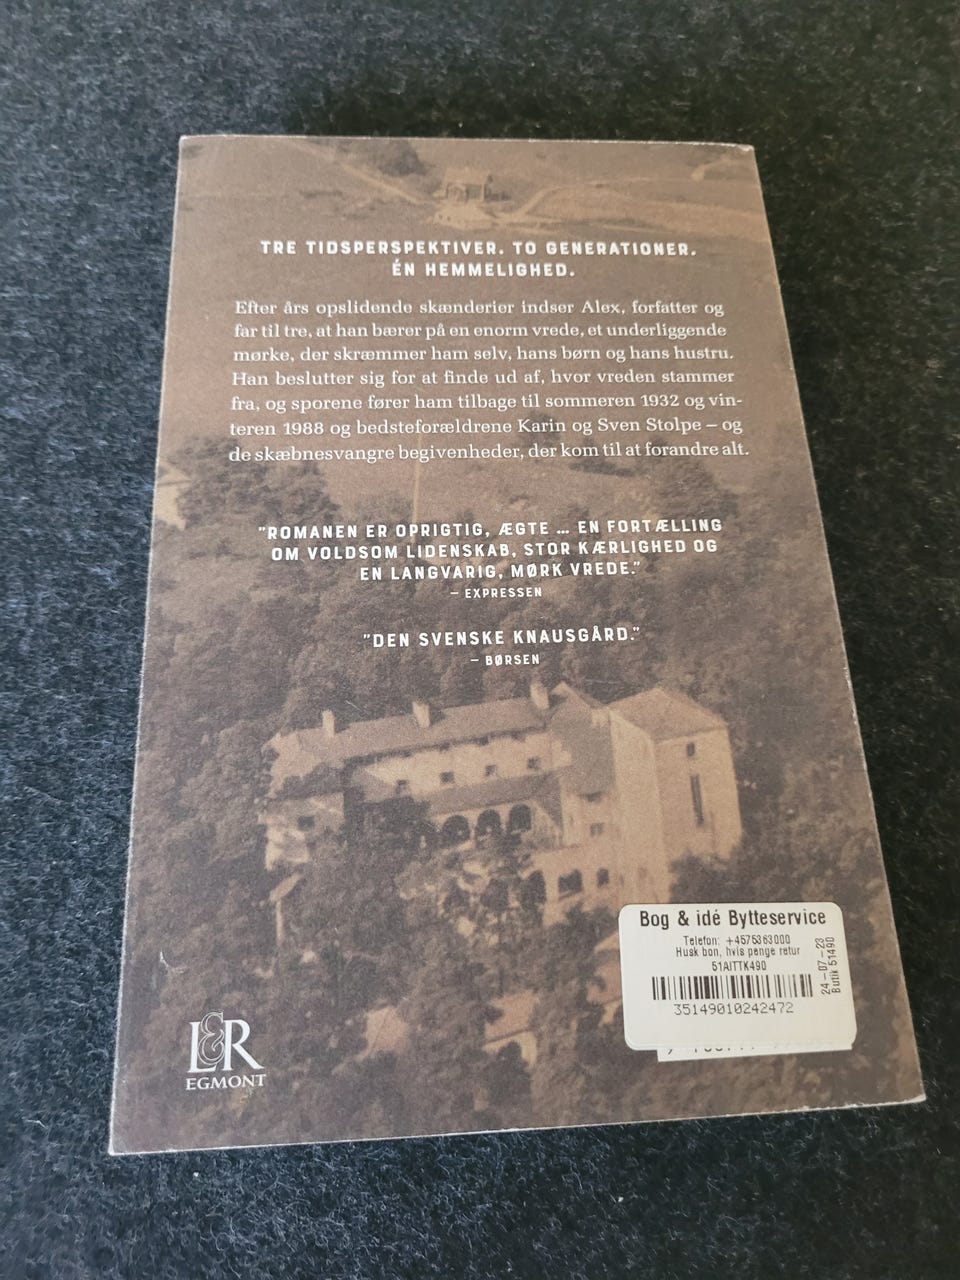 TRE TIDSPERSPEKTIVER. TO GENERATIONER.
ÉN HEMMELIGHED.
Efter års opslidende skænderier indser Alex, forfatter og
far til tre, at han bærer på en enorm vrede, et underliggende
mørke, der skræmmer ham selv, hans børn og hans hustru.
Han beslutter sig for at finde ud af, hvor vreden stammer
fra, og sporene fører ham tilbage til sommeren 1932 og vin-
teren 1988 og bedsteforældrene Karin og Sven Stolpe – og
de skæbnesvangre begivenheder, der kom til at forandre alt.
"ROMANEN ER OPRIGTIG, ÆGTE ... EN FORTÆLLING
OM VOLDSOM LIDENSKAB, STOR KÆRLIGHED OG
EN LANGVARIG, MØRK VREDE."
– EXPRESSEN
"DEN SVENSKE KNAUSGÅRD."
– BØRSEN
Bog & idé Bytteservice
Telefon: +4575363000
Husk bon, hvis penge retur
51AITTK490
35149010242472
24-07-23
Butik 51490
L&R
EGMONT